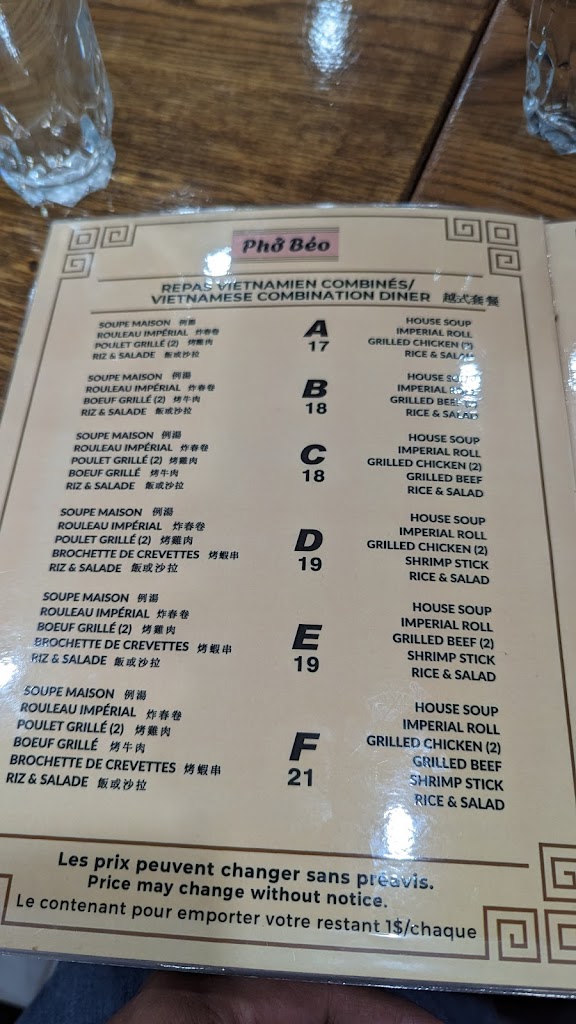 Phở Béo
REPAS VIETNAMIEN COMBINÉS/
VIETNAMESE COMBINATION DINER 越式套餐
SOUPE MAISON 例湯
ROULEAU IMPÉRIAL 炸春卷
POULET GRILLÉ (2) 烤雞肉
RIZ & SALADE 飯或沙拉
A
17
HOUSE SOUP
IMPERIAL ROLL
GRILLED CHICKEN (2)
RICE & SALAD
SOUPE MAISON 例湯
ROULEAU IMPÉRIAL 炸春卷
BOEUF GRILLÉ (2) 烤牛肉
RIZ & SALADE 飯或沙拉
B
18
HOUSE SOUP
IMPERIAL ROLL
GRILLED BEEF (2)
RICE & SALAD
SOUPE MAISON 例湯
ROULEAU IMPÉRIAL 炸春卷
POULET GRILLÉ (2) 烤雞肉
BOEUF GRILLÉ 烤牛肉
RIZ & SALADE 飯或沙拉
C
18
HOUSE SOUP
IMPERIAL ROLL
GRILLED CHICKEN (2)
GRILLED BEEF
RICE & SALAD
SOUPE MAISON 例湯
ROULEAU IMPÉRIAL 炸春卷
POULET GRILLÉ (2) 烤雞肉
BROCHETTE DE CREVETTES 烤蝦串
RIZ & SALADE 飯或沙拉
D
19
HOUSE SOUP
IMPERIAL ROLL
GRILLED CHICKEN (2)
SHRIMP STICK
RICE & SALAD
SOUPE MAISON 例湯
ROULEAU IMPÉRIAL 炸春卷
BOEUF GRILLÉ (2) 烤雞肉
BROCHETTE DE CREVETTES 烤蝦串
RIZ & SALADE 飯或沙拉
E
19
HOUSE SOUP
IMPERIAL ROLL
GRILLED BEEF (2)
SHRIMP STICK
RICE & SALAD
SOUPE MAISON 例湯
ROULEAU IMPÉRIAL 炸春卷
POULET GRILLÉ (2) 烤雞肉
BOEUF GRILLÉ 烤牛肉
BROCHETTE DE CREVETTES 烤蝦串
RIZ & SALADE 飯或沙拉
F
21
HOUSE SOUP
IMPERIAL ROLL
GRILLED CHICKEN (2)
GRILLED BEEF
SHRIMP STICK
RICE & SALAD
Les prix peuvent changer sans préavis.
Price may change without notice.
Le contenant pour emporter votre restant 1$/chaque